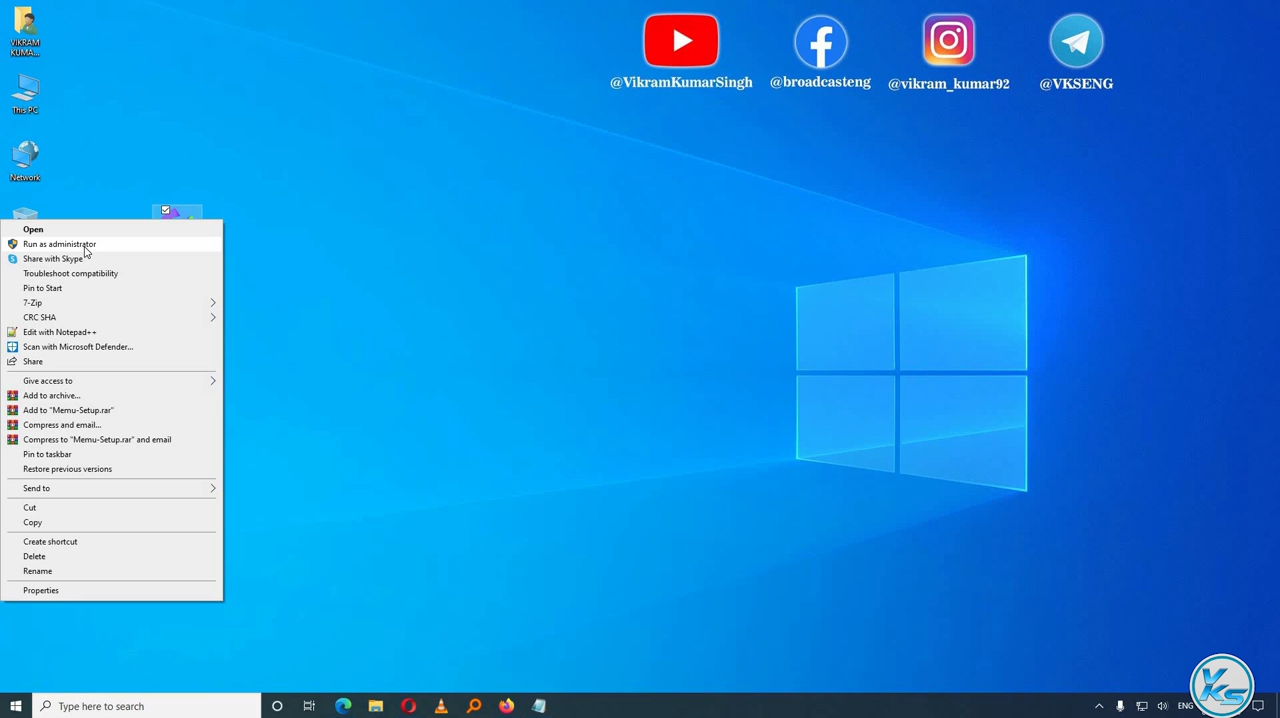 @VikramKumarSingh
@broadcasteng
@vikram_kumar92
@VKSENG
VIKRAM
KUMA...
This PC
Network
Open
Run as administrator
Share with Skype
Troubleshoot compatibility
Pin to Start
7-Zip
CRC SHA
Edit with Notepad++
Scan with Microsoft Defender...
Share
Give access to
Add to archive...
Add to "Memu-Setup.rar"
Compress and email...
Compress to "Memu-Setup.rar" and email
Pin to taskbar
Restore previous versions
Send to
Cut
Copy
Create shortcut
Delete
Rename
Properties
Type here to search
ENG
VKS